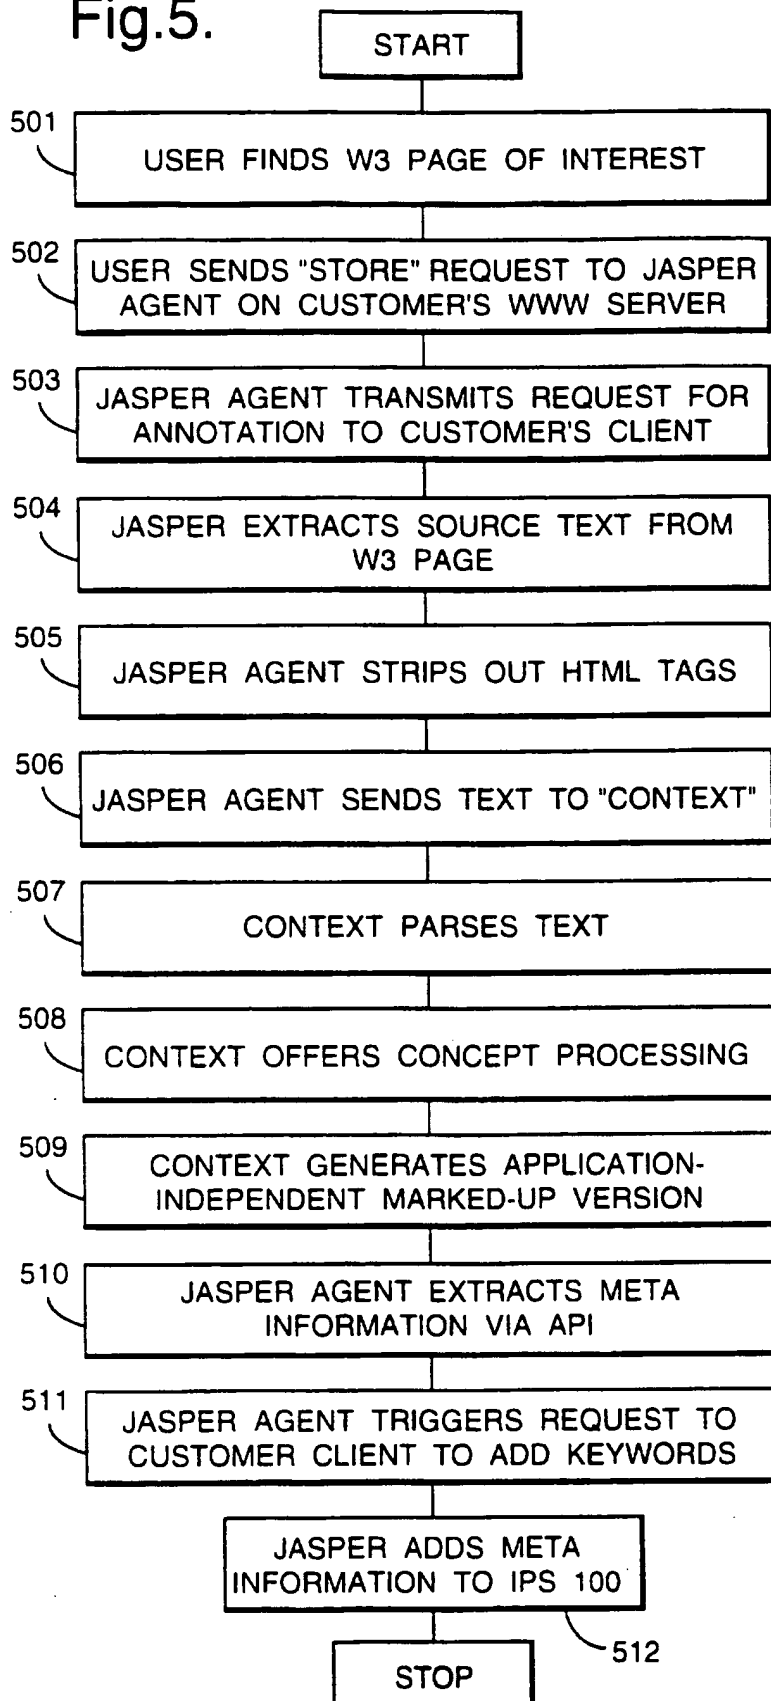 Fig.5.
START
501
USER FINDS W3 PAGE OF INTEREST
502
USER SENDS "STORE" REQUEST TO JASPER
AGENT ON CUSTOMER'S WWW SERVER
503
JASPER AGENT TRANSMITS REQUEST FOR
ANNOTATION TO CUSTOMER'S CLIENT
504
JASPER EXTRACTS SOURCE TEXT FROM
W3 PAGE
505
JASPER AGENT STRIPS OUT HTML TAGS
506
JASPER AGENT SENDS TEXT TO "CONTEXT"
507
CONTEXT PARSES TEXT
508
CONTEXT OFFERS CONCEPT PROCESSING
509
CONTEXT GENERATES APPLICATION-
INDEPENDENT MARKED-UP VERSION
510
JASPER AGENT EXTRACTS META
INFORMATION VIA API
511
JASPER AGENT TRIGGERS REQUEST TO
CUSTOMER CLIENT TO ADD KEYWORDS
JASPER ADDS META
INFORMATION TO IPS 100
512
STOP